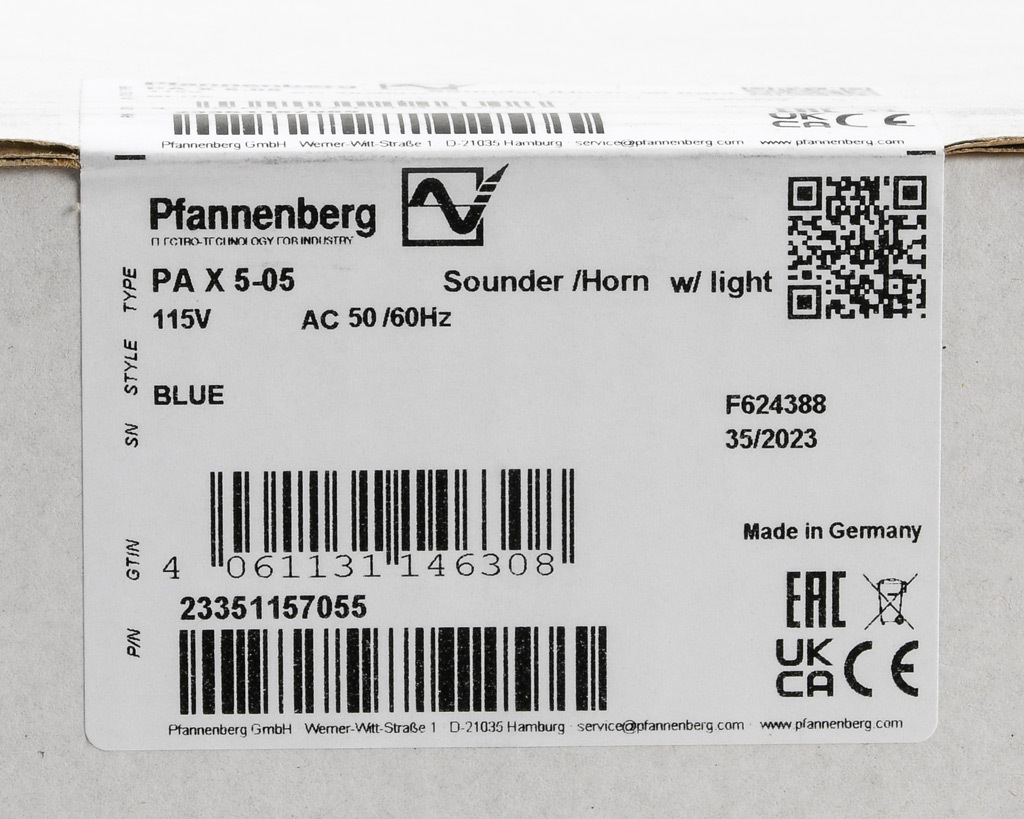 Pfannenberg GmbH Werner-Witt-Straße 1 D-21035 Hamburg service@pfannenberg.com www.pfannenberg.com
Pfannenberg
ELECTRO-TECHNOLOGY FOR INDUSTRY
TYPE
PA X 5-05 Sounder /Horn w/ light
115V AC 50 /60Hz
STYLE
BLUE
SN
F624388
35/2023
Made in Germany
GTIN
4 061131 146308
EAC
P/N
23351157055
UK
CA CE
Pfannenberg GmbH Werner-Witt-Straße 1 D-21035 Hamburg service@pfannenberg.com www.pfannenberg.com